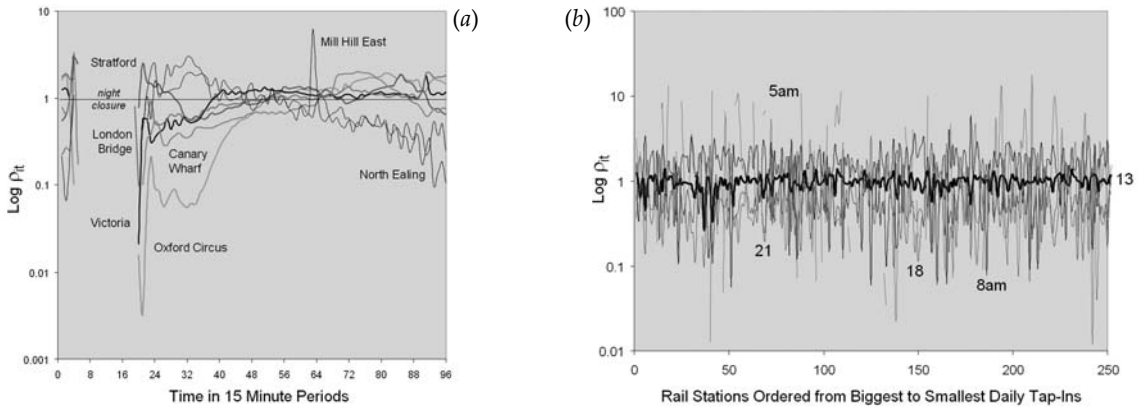 (a)
Log ρit
10
1
0.1
0.01
0.001
Stratford
night
closure
London
Bridge
Victoria
Canary
Wharf
Oxford Circus
Mill Hill East
North Ealing
0 8 16 24 32 40 48 56 64 72 80 88 96
Time in 15 Minute Periods
(b)
Log ρit
100
10
1
0.1
0.01
5am
13
21
18
8am
0 50 100 150 200 250
Rail Stations Ordered from Biggest to Smallest Daily Tap-Ins